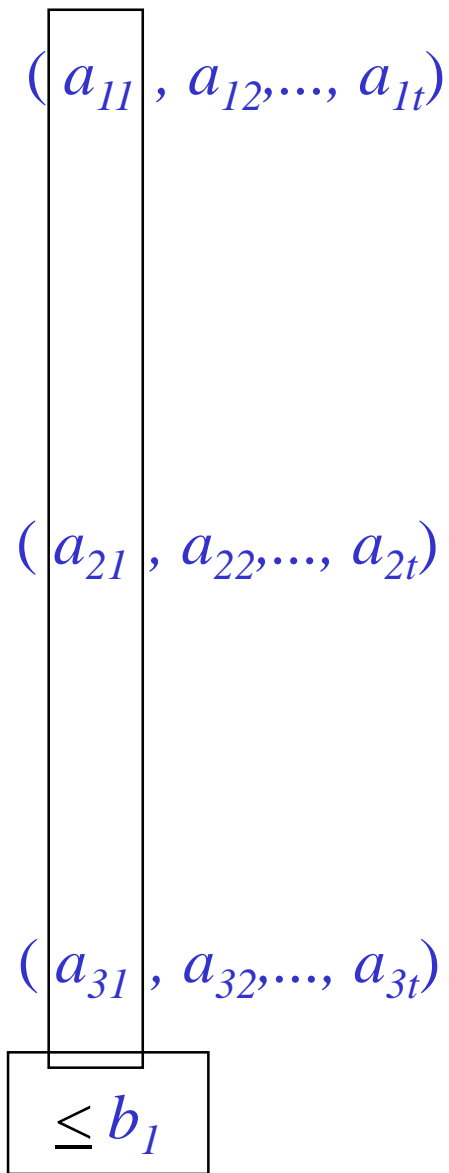 ( a₁₁ , a₁₂,..., a₁ₜ)
( a₂₁ , a₂₂,..., a₂ₜ)
( a₃₁ , a₃₂,..., a₃ₜ)
≤ b₁